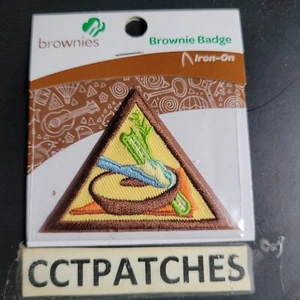 brownies
Brownie Badge
Iron-On
CCTPATCHES